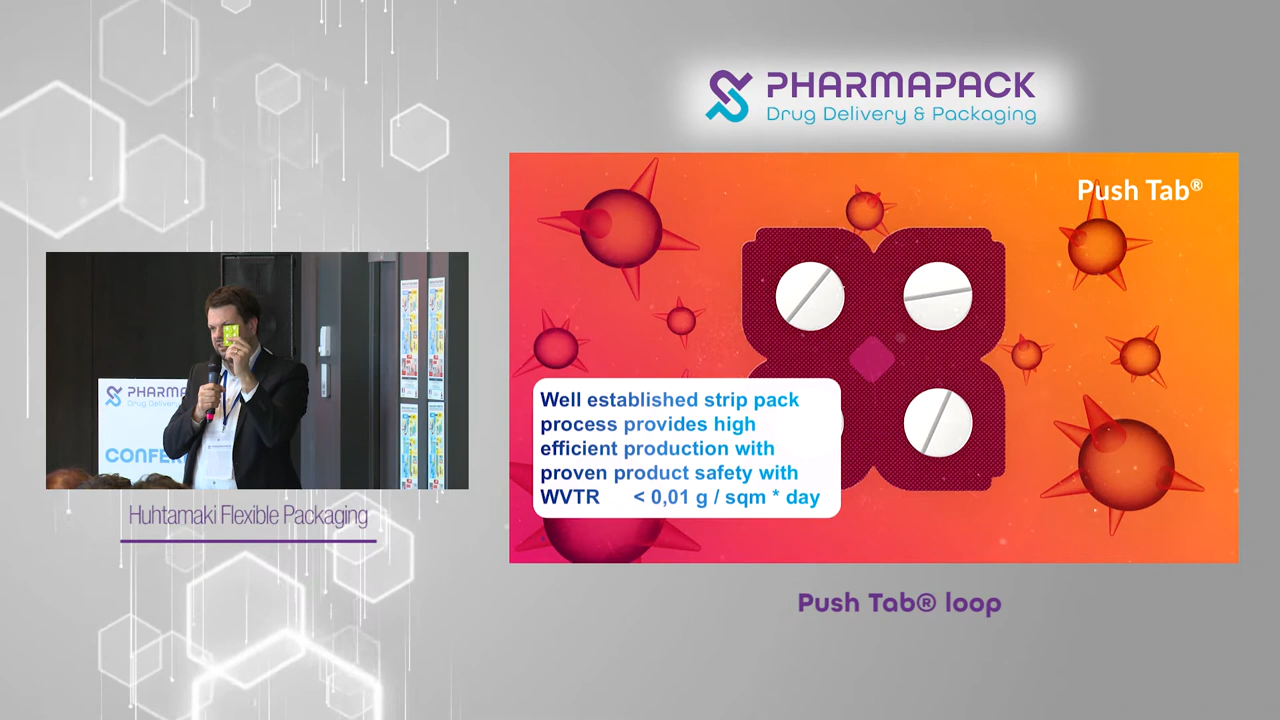 PHARMAPACK
Drug Delivery & Packaging
Push Tab®
Well established strip pack
process provides high
efficient production with
proven product safety with
WVTR < 0,01 g / sqm * day
PHARMA
Drug Delivery
CONFER
Huhtamaki Flexible Packaging
Push Tab® loop